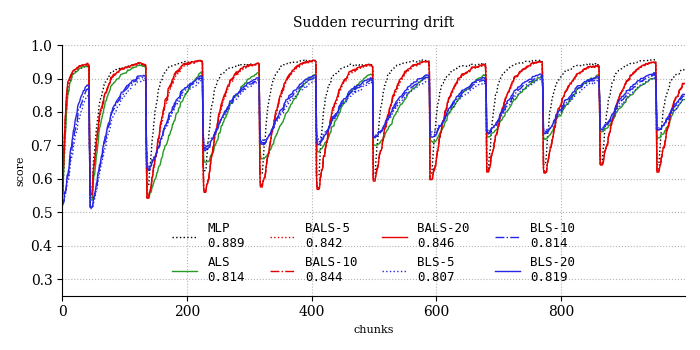 Sudden recurring drift
1.0
0.9
0.8
0.7
0.6
0.5
0.4
0.3
score
MLP BALS-5 BALS-20 BLS-10
0.889 0.842 0.846 0.814
ALS BALS-10 BLS-5 BLS-20
0.814 0.844 0.807 0.819
0 200 400 600 800
chunks